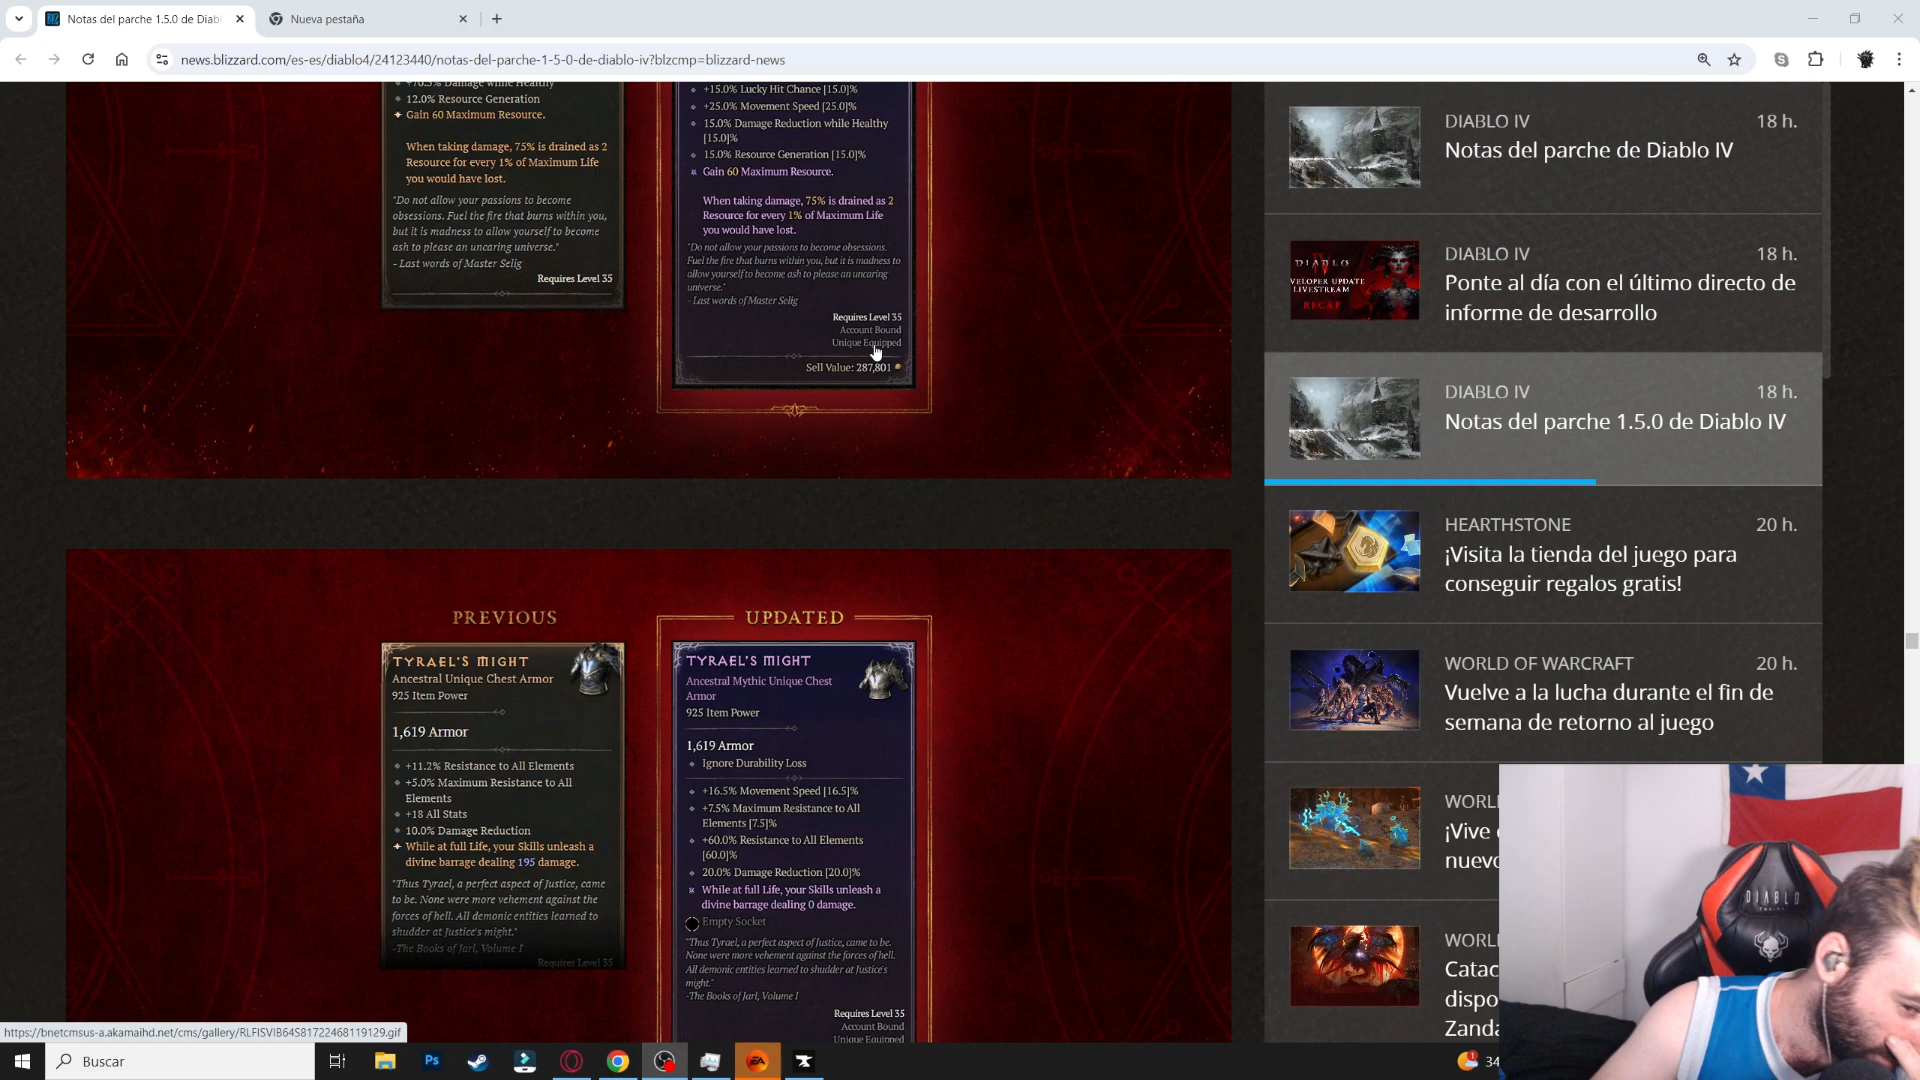 Notas del parche 1.5.0 de Diabl
Nueva pestaña
news.blizzard.com/es-es/diablo4/24123440/notas-del-parche-1-5-0-de-diablo-iv?blzcmp=blizzard-news
+70.5% Damage while Healthy
12.0% Resource Generation
Gain 60 Maximum Resource.
When taking damage, 75% is drained as 2
Resource for every 1% of Maximum Life
you would have lost.
"Do not allow your passions to become
obsessions. Fuel the fire that burns within you,
but it is madness to allow yourself to become
ash to please an uncaring universe."
- Last words of Master Selig
Requires Level 35
+15.0% Lucky Hit Chance [15.0]%
+25.0% Movement Speed [25.0]%
15.0% Damage Reduction while Healthy
[15.0]%
15.0% Resource Generation [15.0]%
Gain 60 Maximum Resource.
When taking damage, 75% is drained as 2
Resource for every 1% of Maximum Life
you would have lost.
"Do not allow your passions to become obsessions.
Fuel the fire that burns within you, but it is madness to
allow yourself to become ash to please an uncaring
universe."
- Last words of Master Selig
Requires Level 35
Account Bound
Unique Equipped
Sell Value: 287,801
PREVIOUS
TYRAEL'S MIGHT
Ancestral Unique Chest Armor
925 Item Power
1,619 Armor
+11.2% Resistance to All Elements
+5.0% Maximum Resistance to All
Elements
+18 All Stats
10.0% Damage Reduction
While at full Life, your Skills unleash a
divine barrage dealing 195 damage.
"Thus Tyrael, a perfect aspect of Justice, came
to be. None were more vehement against the
forces of hell. All demonic entities learned to
shudder at Justice's might."
-The Books of Jarl, Volume I
Requires Level 35
UPDATED
TYRAEL'S MIGHT
Ancestral Mythic Unique Chest
Armor
925 Item Power
1,619 Armor
Ignore Durability Loss
+16.5% Movement Speed [16.5]%
+7.5% Maximum Resistance to All
Elements [7.5]%
+60.0% Resistance to All Elements
[60.0]%
20.0% Damage Reduction [20.0]%
While at full Life, your Skills unleash a
divine barrage dealing 0 damage.
Empty Socket
"Thus Tyrael, a perfect aspect of Justice, came to be.
None were more vehement against the forces of hell.
All demonic entities learned to shudder at Justice's
might."
-The Books of Jarl, Volume I
Requires Level 35
Account Bound
Unique Equipped
DIABLO IV 18 h.
Notas del parche de Diablo IV
DIABLO IV
VELOPER UPDATE
LIVESTREAM
RECAP
DIABLO IV 18 h.
Ponte al día con el último directo de
informe de desarrollo
DIABLO IV 18 h.
Notas del parche 1.5.0 de Diablo IV
HEARTHSTONE 20 h.
¡Visita la tienda del juego para
conseguir regalos gratis!
WORLD OF WARCRAFT 20 h.
Vuelve a la lucha durante el fin de
semana de retorno al juego
WORL
¡Vive
nuevo
WORL
Catac
dispo
Zanda
DIABLO
https://bnetcmsus-a.akamaihd.net/cms/gallery/RLFISVIB64S81722468119129.gif
Buscar
Ps
EA
1
34